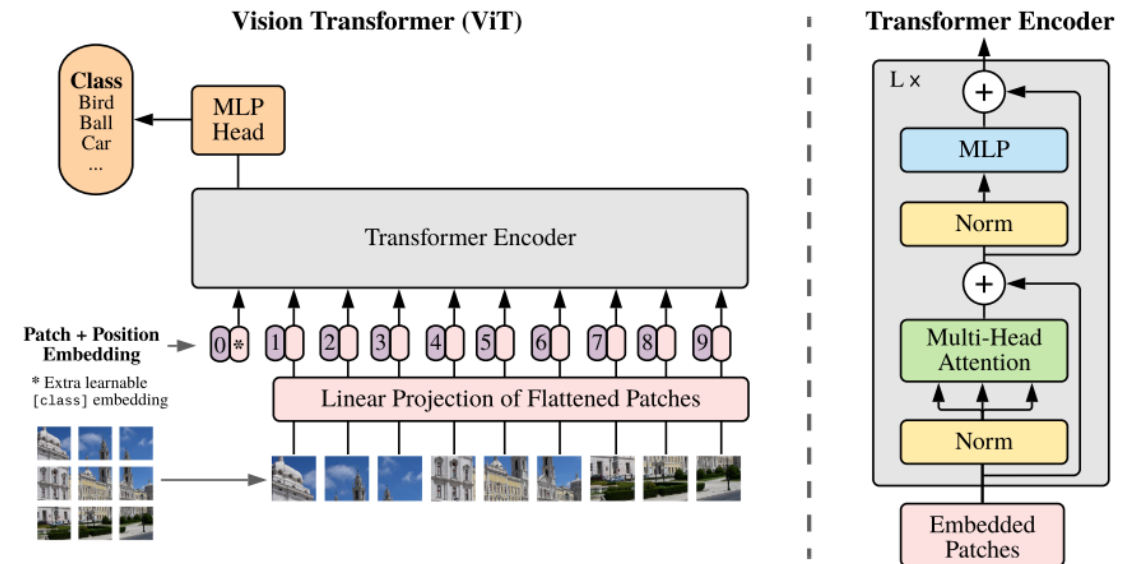 Vision Transformer (ViT)
Class
Bird
Ball
Car
...
MLP
Head
Transformer Encoder
Patch + Position
Embedding
* Extra learnable
[class] embedding
0 * 1 2 3 4 5 6 7 8 9
Linear Projection of Flattened Patches
Transformer Encoder
L ×
+
MLP
Norm
+
Multi-Head
Attention
Norm
Embedded
Patches